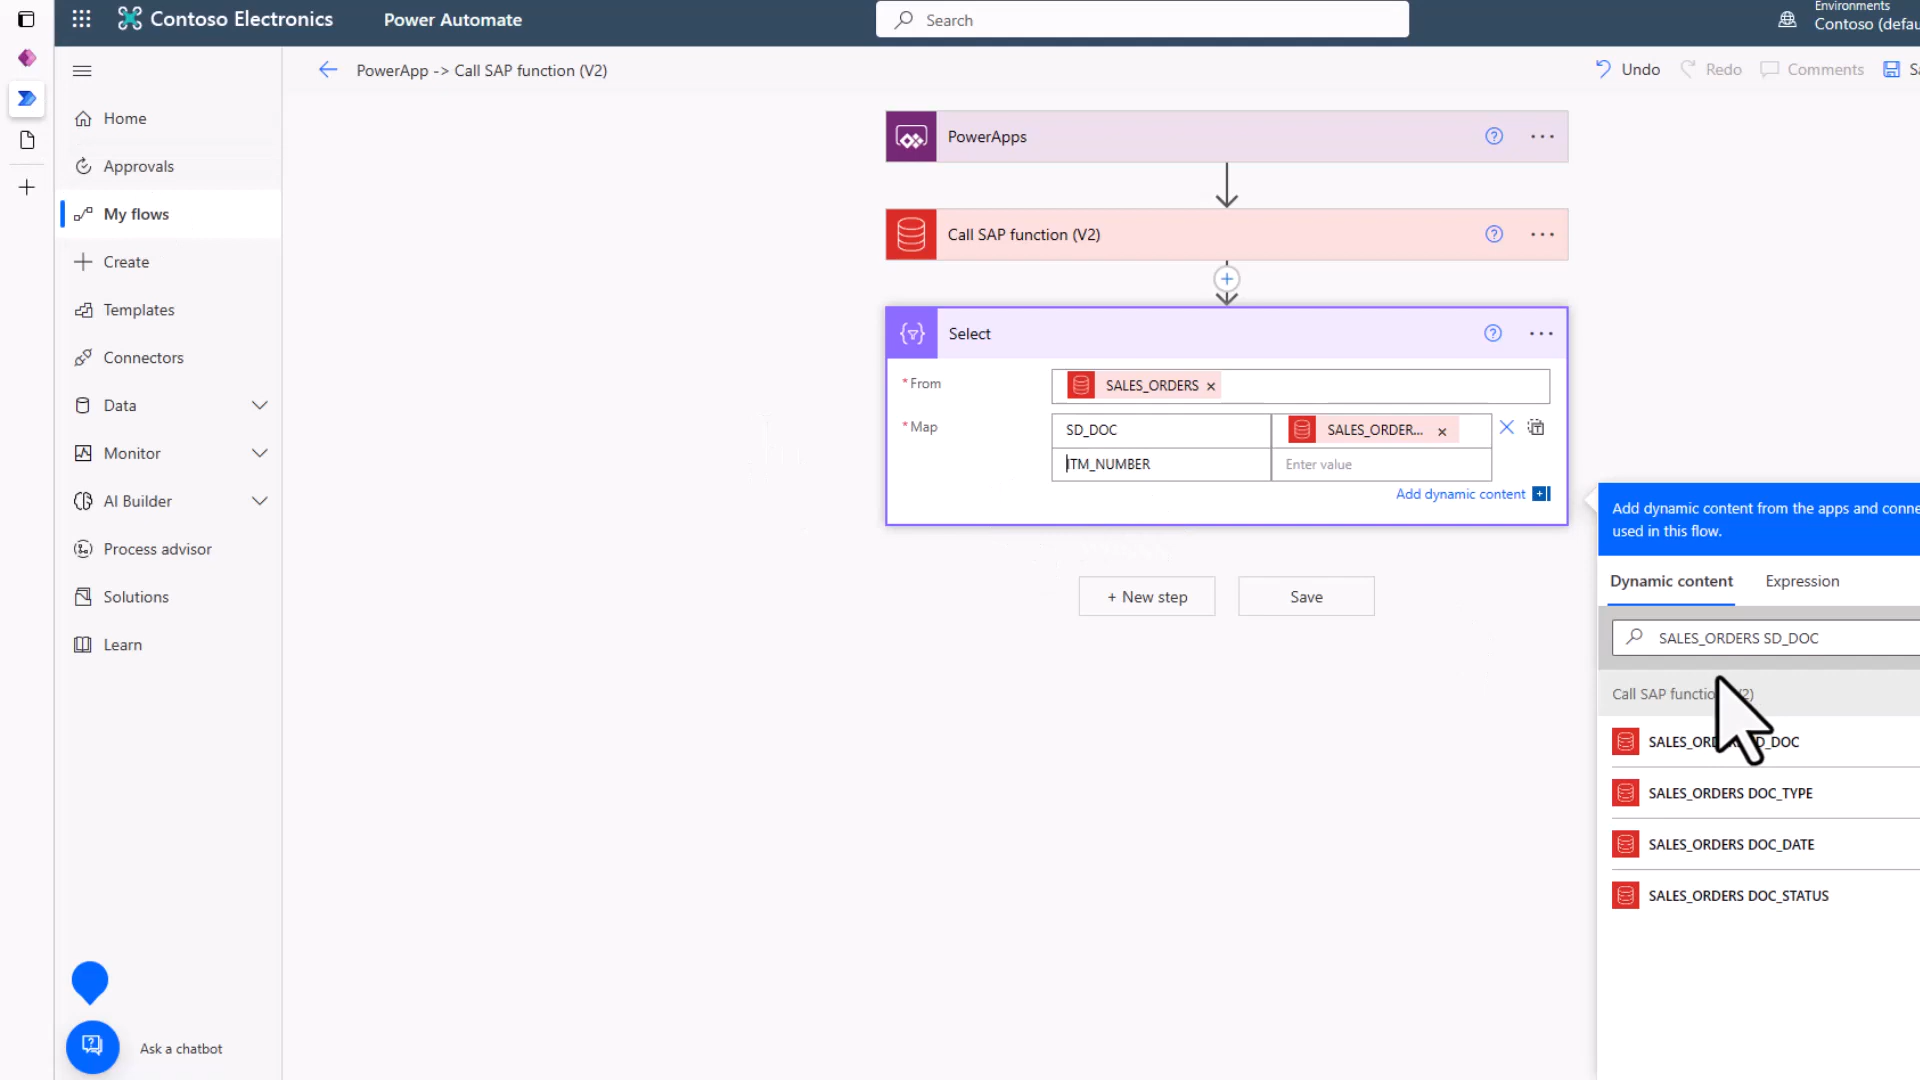 Contoso Electronics
Power Automate
Search
Environments
Contoso (defau
PowerApp -> Call SAP function (V2)
Undo
Redo
Comments
Home
Approvals
My flows
Create
Templates
Connectors
Data
Monitor
AI Builder
Process advisor
Solutions
Learn
Ask a chatbot
PowerApps
Call SAP function (V2)
Select
* From
SALES_ORDERS ×
* Map
SD_DOC
SALES_ORDER... ×
ITM_NUMBER
Enter value
Add dynamic content
+ New step
Save
Add dynamic content from the apps and conne
used in this flow.
Dynamic content
Expression
SALES_ORDERS SD_DOC
Call SAP function
SALES_ORDERS SD_DOC
SALES_ORDERS DOC_TYPE
SALES_ORDERS DOC_DATE
SALES_ORDERS DOC_STATUS